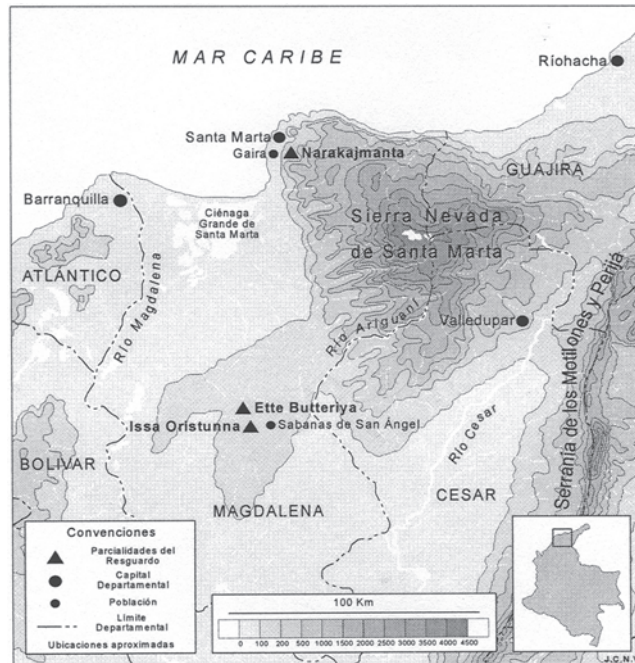 MAR CARIBE
Ríohacha
Santa Marta
Gaira
Narakajmanta
GUAJIRA
Barranquilla
Ciénaga
Grande de
Santa Marta
Sierra Nevada
de Santa Marta
ATLÁNTICO
Río Magdalena
Río Ariguaní
Valledupar
Serranía de los Motilones y Perijá
Ette Butteriya
Issa Oristunna
Sabanas de San Ángel
Río Cesar
BOLIVAR
MAGDALENA
CESAR
Convenciones
Parcialidades del
Resguardo
Capital
Departamental
Población
Límite
Departamental
Ubicaciones aproximadas
100 Km
0 100 200 1000 2000 3000 3500 4000 4500
J.C.N.V